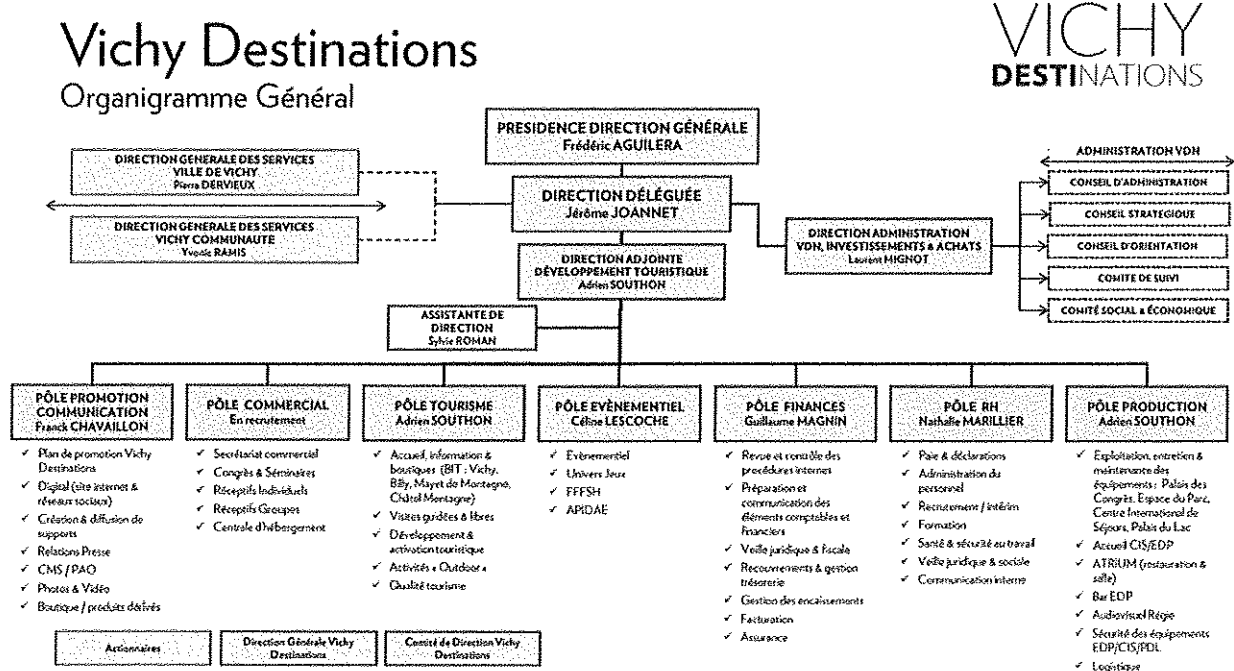 Vichy Destinations
Organigramme Général
VICHY
DESTINATIONS
PRESIDENCE DIRECTION GÉNÉRALE
Frédéric AGUILERA
DIRECTION GENERALE DES SERVICES
VILLE DE VICHY
Pierre DERVIEUX
DIRECTION GENERALE DES SERVICES
VICHY COMMUNAUTE
Yvonic RAMIS
DIRECTION DÉLÉGUÉE
Jérôme JOANNET
DIRECTION ADJOINTE
DÉVELOPPEMENT TOURISTIQUE
Adrien SOUTHON
DIRECTION ADMINISTRATION
VDN, INVESTISSEMENTS & ACHATS
Laurent MIGNOT
ADMINISTRATION VDN
CONSEIL D'ADMINISTRATION
CONSEIL STRATEGIQUE
CONSEIL D'ORIENTATION
COMITE DE SUIVI
COMITÉ SOCIAL & ÉCONOMIQUE
ASSISTANTE DE
DIRECTION
Sylvie ROMAN
PÔLE PROMOTION
COMMUNICATION
Franck CHAVAILLON
✓ Plan de promotion Vichy
Destinations
✓ Digital (site internet &
réseaux sociaux)
✓ Création & diffusion de
supports
✓ Relations Presse
✓ CMS / PAO
✓ Photos & Vidéo
✓ Boutique / produits dérivés
PÔLE COMMERCIAL
En recrutement
✓ Secrétariat commercial
✓ Congrès & Séminaires
✓ Réceptifs Individuels
✓ Réceptifs Groupes
✓ Centrale d'hébergement
PÔLE TOURISME
Adrien SOUTHON
✓ Accueil, information &
boutiques (BIT : Vichy,
Billy, Mayet de Montagne,
Châtel Montagne)
✓ Visites guidées & libres
✓ Développement &
activation touristique
✓ Activités « Outdoor »
✓ Qualité tourisme
PÔLE EVÈNEMENTIEL
Céline LESCOCHE
✓ Evènementiel
✓ Univers Jeux
✓ FFFSH
✓ APIDAE
PÔLE FINANCES
Guillaume MAGNIN
✓ Revue et contrôle des
procédures internes
✓ Préparation et
communication des
éléments comptables et
financiers
✓ Veille juridique & fiscale
✓ Recouvrements & gestion
trésorerie
✓ Gestion des encaissements
✓ Facturation
✓ Assurance
PÔLE RH
Nathalie MARILLIER
✓ Paie & déclarations
✓ Administration du
personnel
✓ Recrutement / intérim
✓ Formation
✓ Santé & sécurité au travail
✓ Veille juridique & sociale
✓ Communication interne
PÔLE PRODUCTION
Adrien SOUTHON
✓ Exploitation, entretien &
maintenance des
équipements : Palais des
Congrès, Espace du Parc,
Centre International de
Séjours, Palais du Lac
✓ Accueil CIS/EDP
✓ ATRIUM (restauration &
salle)
✓ Bar EDP
✓ Audiovisuel Régie
✓ Sécurité des équipements
EDP/CIS/PDL
✓ Logistique
Actionnaires
Direction Générale Vichy
Destinations
Comité de Direction Vichy
Destinations